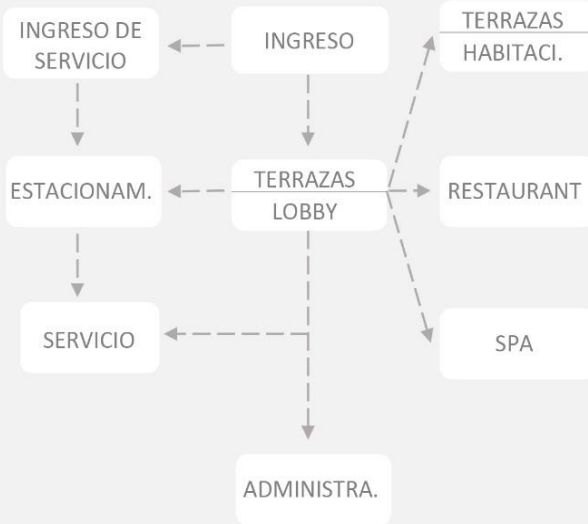 INGRESO DE
SERVICIO
INGRESO
TERRAZAS
HABITACI.
ESTACIONAM.
TERRAZAS
LOBBY
RESTAURANT
SERVICIO
SPA
ADMINISTRA.